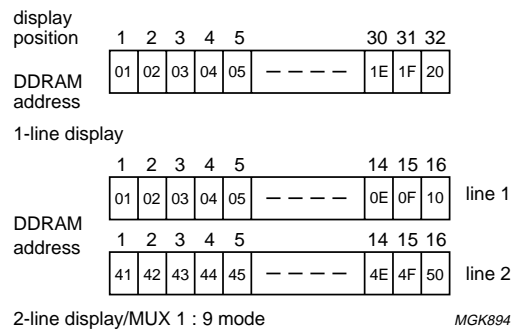 display
position 1 2 3 4 5 30 31 32
01 02 03 04 05 1E 1F 20
DDRAM
address
1-line display
1 2 3 4 5 14 15 16
01 02 03 04 05 0E 0F 10 line 1
DDRAM
address
1 2 3 4 5 14 15 16
41 42 43 44 45 4E 4F 50 line 2
2-line display/MUX 1 : 9 mode MGK894